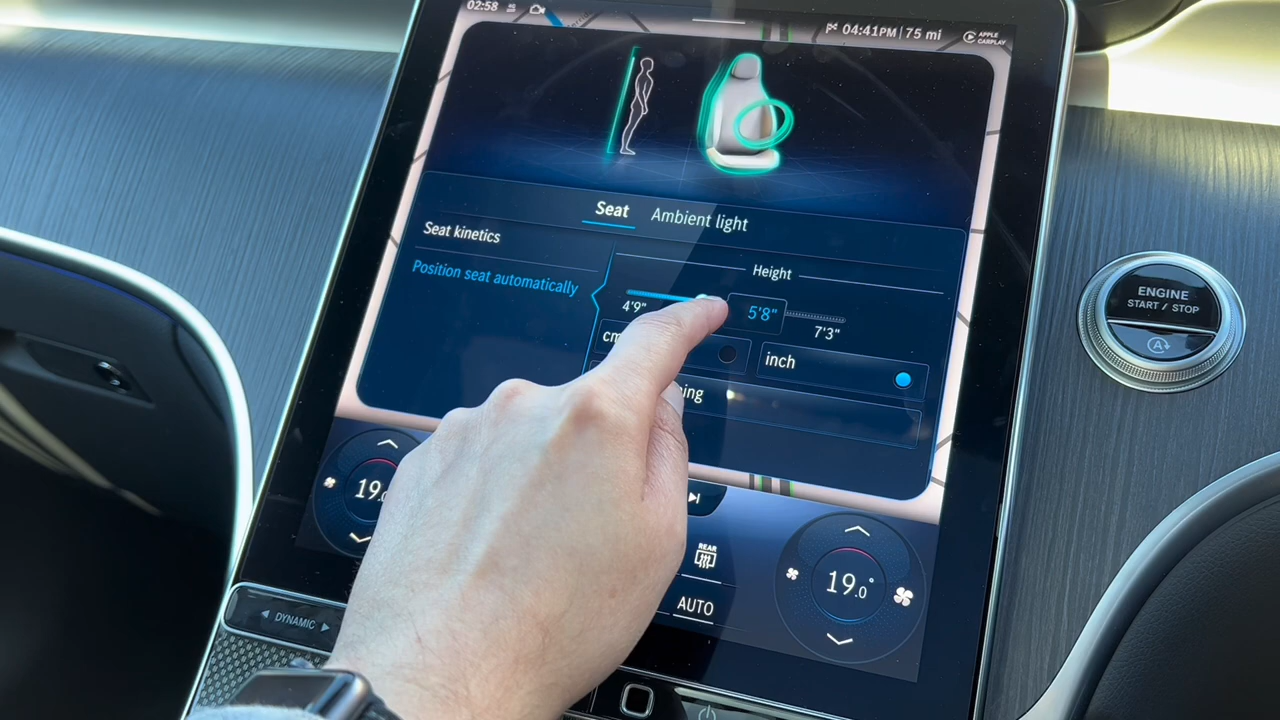 02:58
04:41PM | 75 mi
APPLE
CARPLAY
Seat
Ambient light
Seat kinetics
Position seat automatically
Height
4'9"
5'8"
7'3"
cm
inch
ENGINE
START / STOP
A
19.
REAR
AUTO
19.0°
DYNAMIC